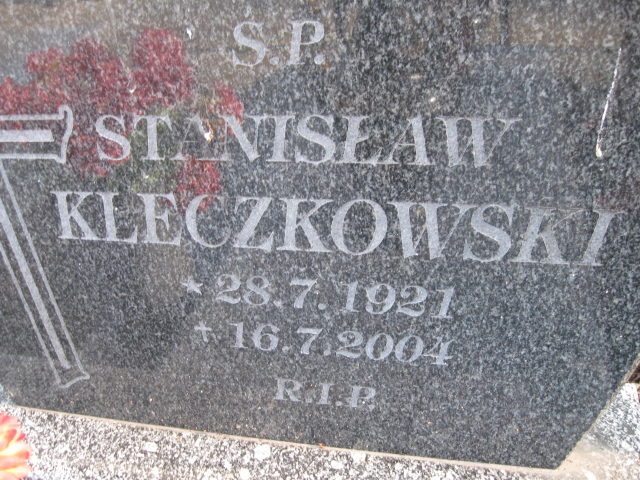 Ś.P.
STANISŁAW
KLECZKOWSKI
* 28.7.1921
+ 16.7.2004
R.I.P.